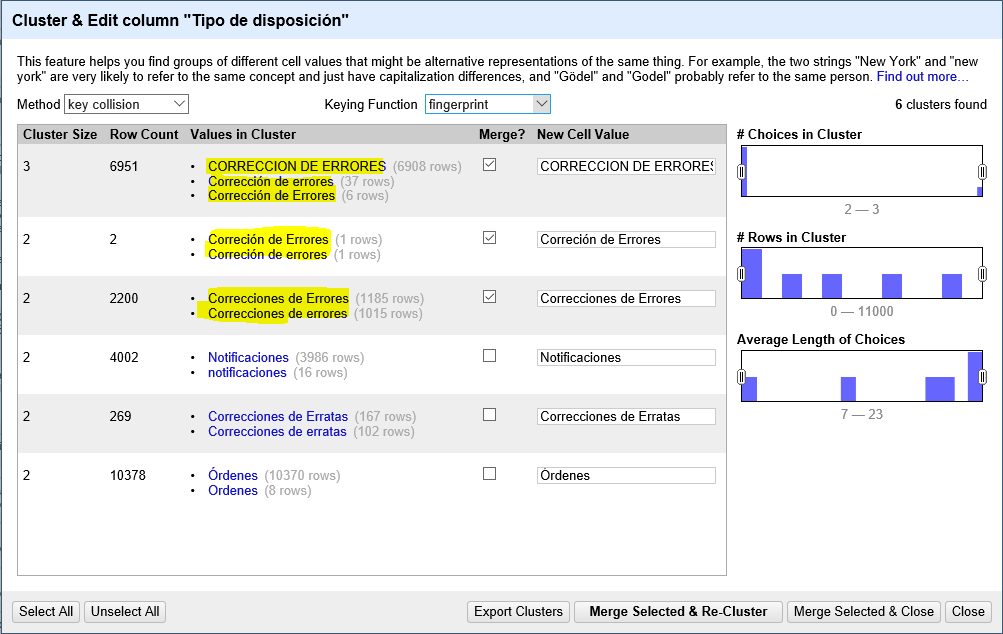 Cluster & Edit column "Tipo de disposición"
This feature helps you find groups of different cell values that might be alternative representations of the same thing. For example, the two strings "New York" and "new
york" are very likely to refer to the same concept and just have capitalization differences, and "Gödel" and "Godel" probably refer to the same person. Find out more…
Method key collision Keying Function fingerprint 6 clusters found
Cluster Size Row Count Values in Cluster Merge? New Cell Value
3 6951 • CORRECCION DE ERRORES (6908 rows) CORRECCION DE ERRORES
• Corrección de errores (37 rows)
• Corrección de Errores (6 rows)
2 2 • Correción de Errores (1 rows) Correción de Errores
• Correción de errores (1 rows)
2 2200 • Correcciones de Errores (1185 rows) Correcciones de Errores
• Correcciones de errores (1015 rows)
2 4002 • Notificaciones (3986 rows) Notificaciones
• notificaciones (16 rows)
2 269 • Correcciones de Erratas (167 rows) Correcciones de Erratas
• Correcciones de erratas (102 rows)
2 10378 • Órdenes (10370 rows) Órdenes
• Ordenes (8 rows)
# Choices in Cluster
2 — 3
# Rows in Cluster
0 — 11000
Average Length of Choices
7 — 23
Select All Unselect All Export Clusters Merge Selected & Re-Cluster Merge Selected & Close Close